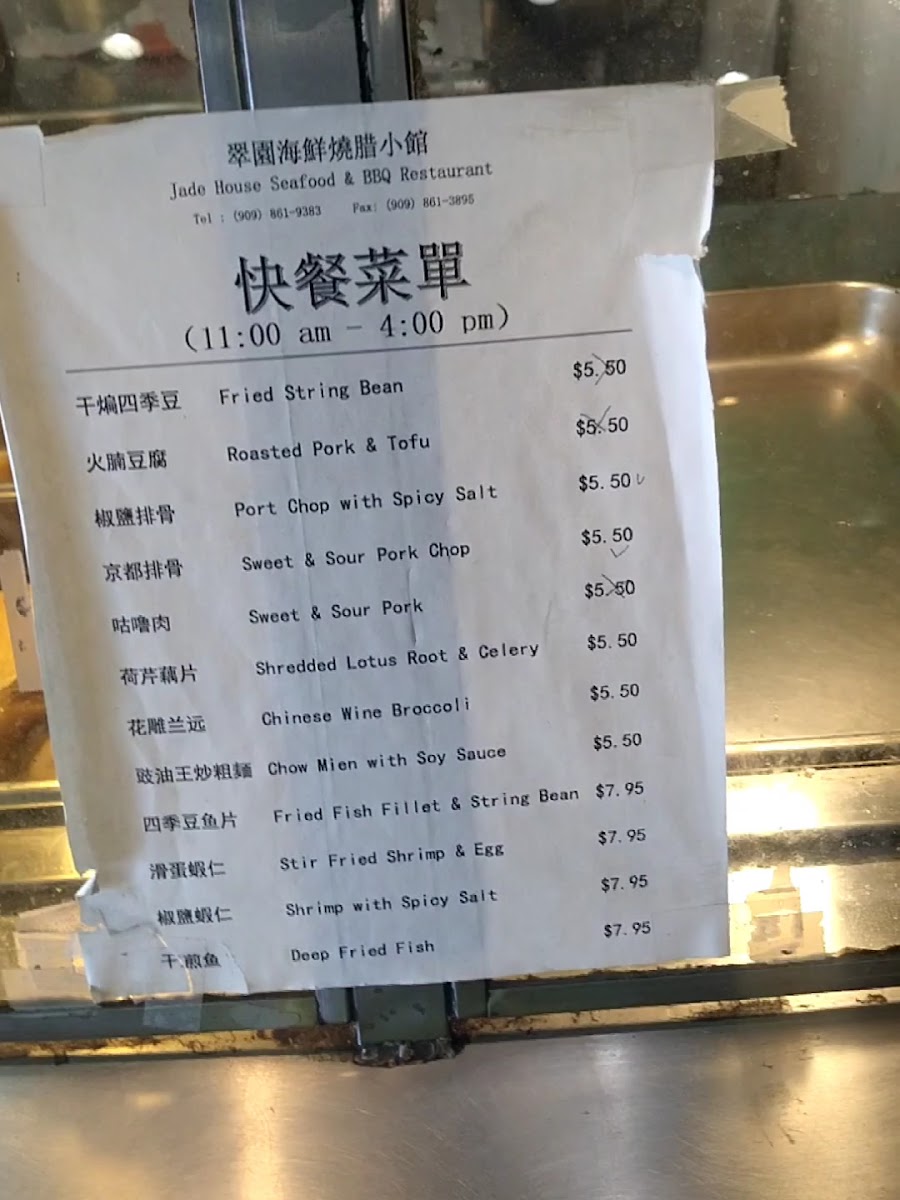 翠園海鮮燒腊小館
Jade House Seafood & BBQ Restaurant
Tel : (909) 861-9383 Fax: (909) 861-3895
快餐菜單
(11:00 am - 4:00 pm)
干煸四季豆 Fried String Bean $5.50
火腩豆腐 Roasted Pork & Tofu $5.50
椒鹽排骨 Port Chop with Spicy Salt $5.50
京都排骨 Sweet & Sour Pork Chop $5.50
咕噜肉 Sweet & Sour Pork $5.50
荷芹藕片 Shredded Lotus Root & Celery $5.50
花雕兰远 Chinese Wine Broccoli $5.50
豉油王炒粗麵 Chow Mien with Soy Sauce $5.50
四季豆鱼片 Fried Fish Fillet & String Bean $7.95
滑蛋蝦仁 Stir Fried Shrimp & Egg $7.95
椒鹽蝦仁 Shrimp with Spicy Salt $7.95
干煎鱼 Deep Fried Fish $7.95